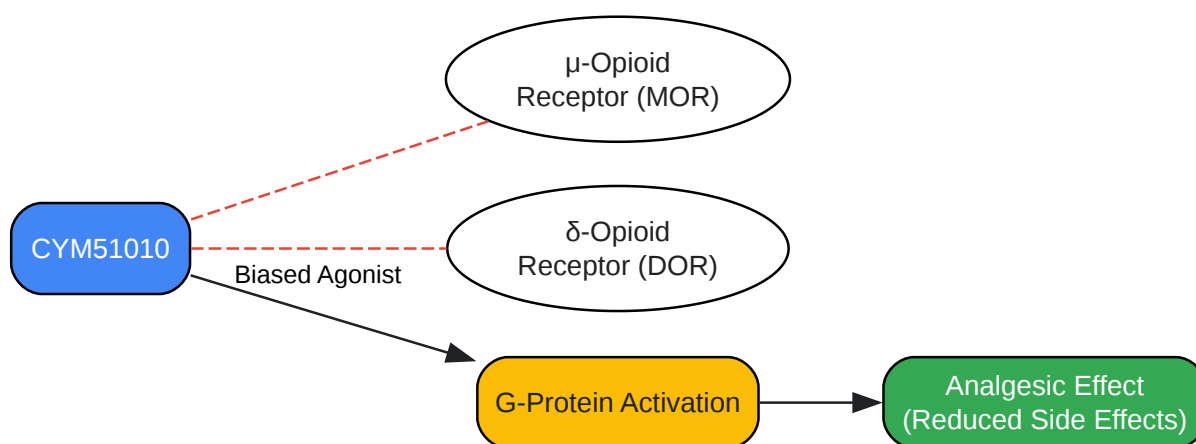 μ-Opioid
Receptor (MOR)
CYM51010
δ-Opioid
Receptor (DOR)
Biased Agonist
G-Protein Activation
Analgesic Effect
(Reduced Side Effects)